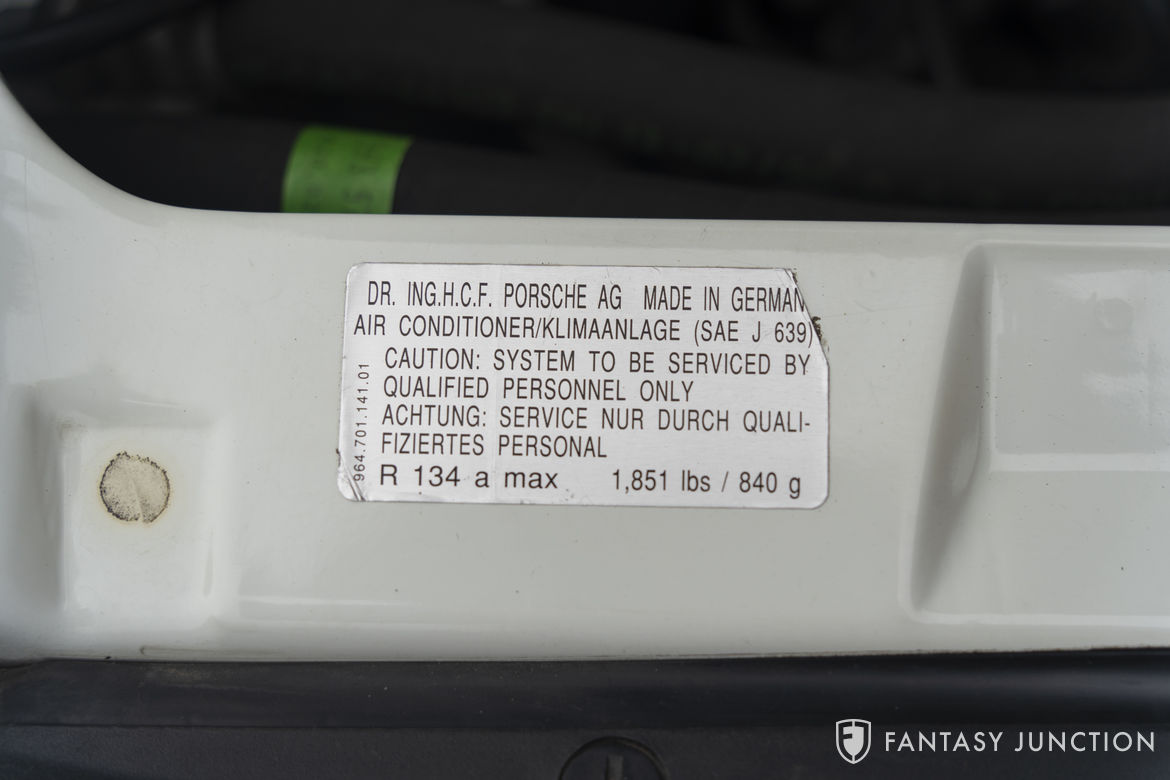 DR. ING.H.C.F. PORSCHE AG MADE IN GERMAN
AIR CONDITIONER/KLIMAANLAGE (SAE J 639)
CAUTION: SYSTEM TO BE SERVICED BY
QUALIFIED PERSONNEL ONLY
ACHTUNG: SERVICE NUR DURCH QUALI-
FIZIERTES PERSONAL
R 134 a max 1,851 lbs / 840 g
964.701.141.01
FANTASY JUNCTION